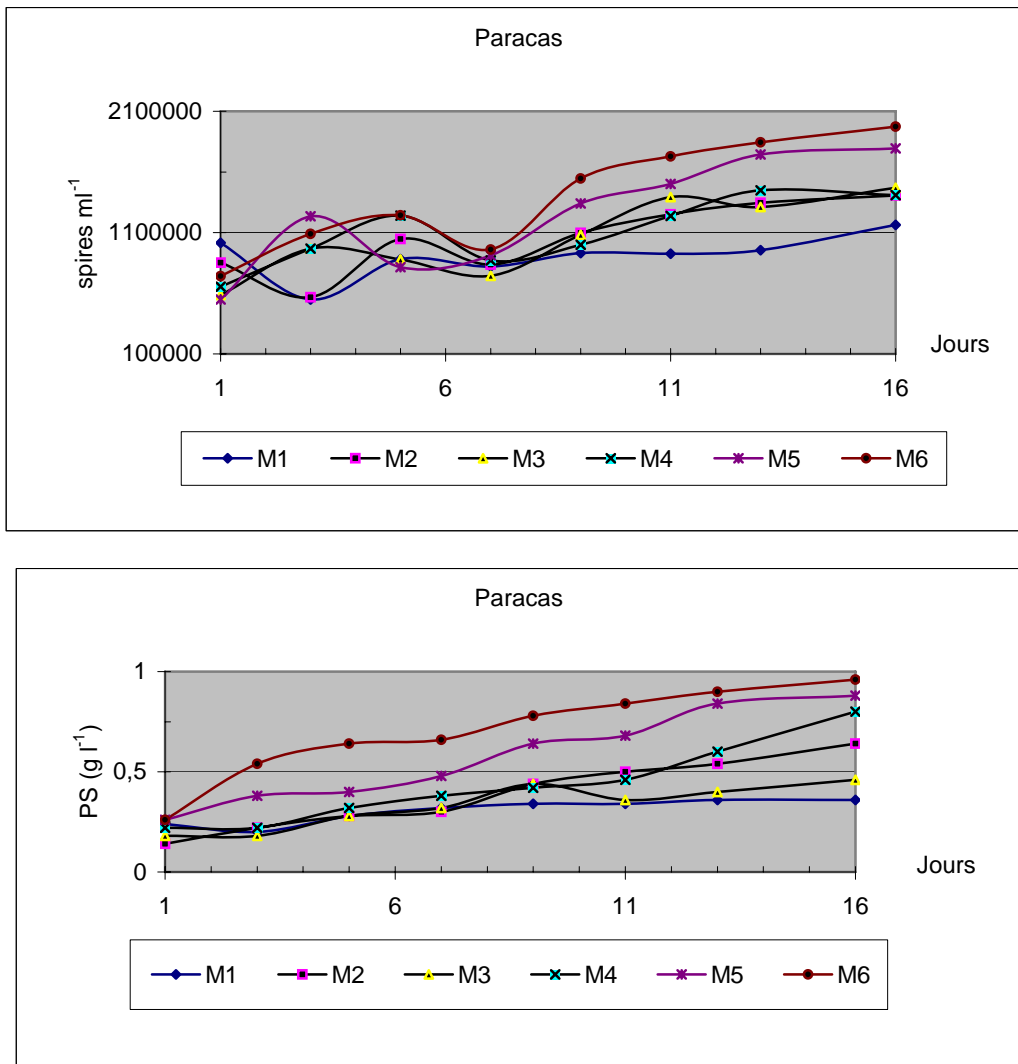 Paracas
2100000
1100000
100000
spires ml⁻¹
Jours
1 6 11 16
M1 M2 M3 M4 M5 M6
Paracas
1
0,5
0
PS (g l⁻¹)
Jours
1 6 11 16
M1 M2 M3 M4 M5 M6